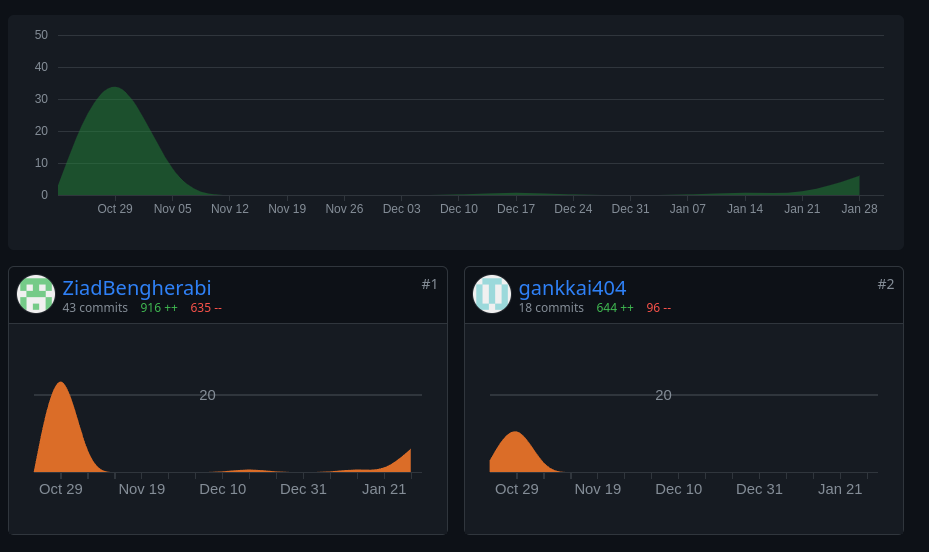 50
40
30
20
10
0
Oct 29 Nov 05 Nov 12 Nov 19 Nov 26 Dec 03 Dec 10 Dec 17 Dec 24 Dec 31 Jan 07 Jan 14 Jan 21 Jan 28
ZiadBengherabi #1
43 commits 916 ++ 635 --
20
Oct 29 Nov 19 Dec 10 Dec 31 Jan 21
gankkai404 #2
18 commits 644 ++ 96 --
20
Oct 29 Nov 19 Dec 10 Dec 31 Jan 21